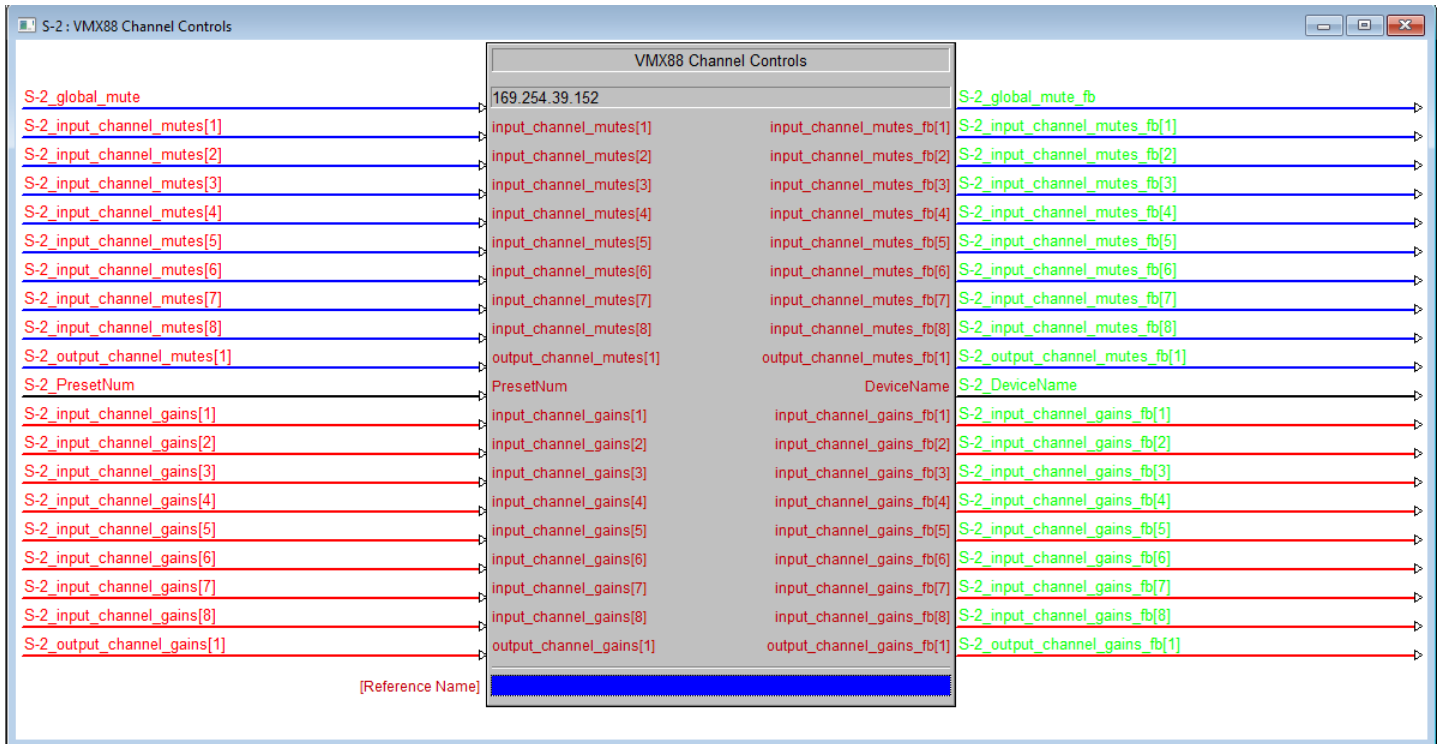 S-2 : VMX88 Channel Controls
VMX88 Channel Controls
S-2_global_mute 169.254.39.152 S-2_global_mute_fb
S-2_input_channel_mutes[1] input_channel_mutes[1] input_channel_mutes_fb[1] S-2_input_channel_mutes_fb[1]
S-2_input_channel_mutes[2] input_channel_mutes[2] input_channel_mutes_fb[2] S-2_input_channel_mutes_fb[2]
S-2_input_channel_mutes[3] input_channel_mutes[3] input_channel_mutes_fb[3] S-2_input_channel_mutes_fb[3]
S-2_input_channel_mutes[4] input_channel_mutes[4] input_channel_mutes_fb[4] S-2_input_channel_mutes_fb[4]
S-2_input_channel_mutes[5] input_channel_mutes[5] input_channel_mutes_fb[5] S-2_input_channel_mutes_fb[5]
S-2_input_channel_mutes[6] input_channel_mutes[6] input_channel_mutes_fb[6] S-2_input_channel_mutes_fb[6]
S-2_input_channel_mutes[7] input_channel_mutes[7] input_channel_mutes_fb[7] S-2_input_channel_mutes_fb[7]
S-2_input_channel_mutes[8] input_channel_mutes[8] input_channel_mutes_fb[8] S-2_input_channel_mutes_fb[8]
S-2_output_channel_mutes[1] output_channel_mutes[1] output_channel_mutes_fb[1] S-2_output_channel_mutes_fb[1]
S-2_PresetNum PresetNum DeviceName S-2_DeviceName
S-2_input_channel_gains[1] input_channel_gains[1] input_channel_gains_fb[1] S-2_input_channel_gains_fb[1]
S-2_input_channel_gains[2] input_channel_gains[2] input_channel_gains_fb[2] S-2_input_channel_gains_fb[2]
S-2_input_channel_gains[3] input_channel_gains[3] input_channel_gains_fb[3] S-2_input_channel_gains_fb[3]
S-2_input_channel_gains[4] input_channel_gains[4] input_channel_gains_fb[4] S-2_input_channel_gains_fb[4]
S-2_input_channel_gains[5] input_channel_gains[5] input_channel_gains_fb[5] S-2_input_channel_gains_fb[5]
S-2_input_channel_gains[6] input_channel_gains[6] input_channel_gains_fb[6] S-2_input_channel_gains_fb[6]
S-2_input_channel_gains[7] input_channel_gains[7] input_channel_gains_fb[7] S-2_input_channel_gains_fb[7]
S-2_input_channel_gains[8] input_channel_gains[8] input_channel_gains_fb[8] S-2_input_channel_gains_fb[8]
S-2_output_channel_gains[1] output_channel_gains[1] output_channel_gains_fb[1] S-2_output_channel_gains_fb[1]
[Reference Name]